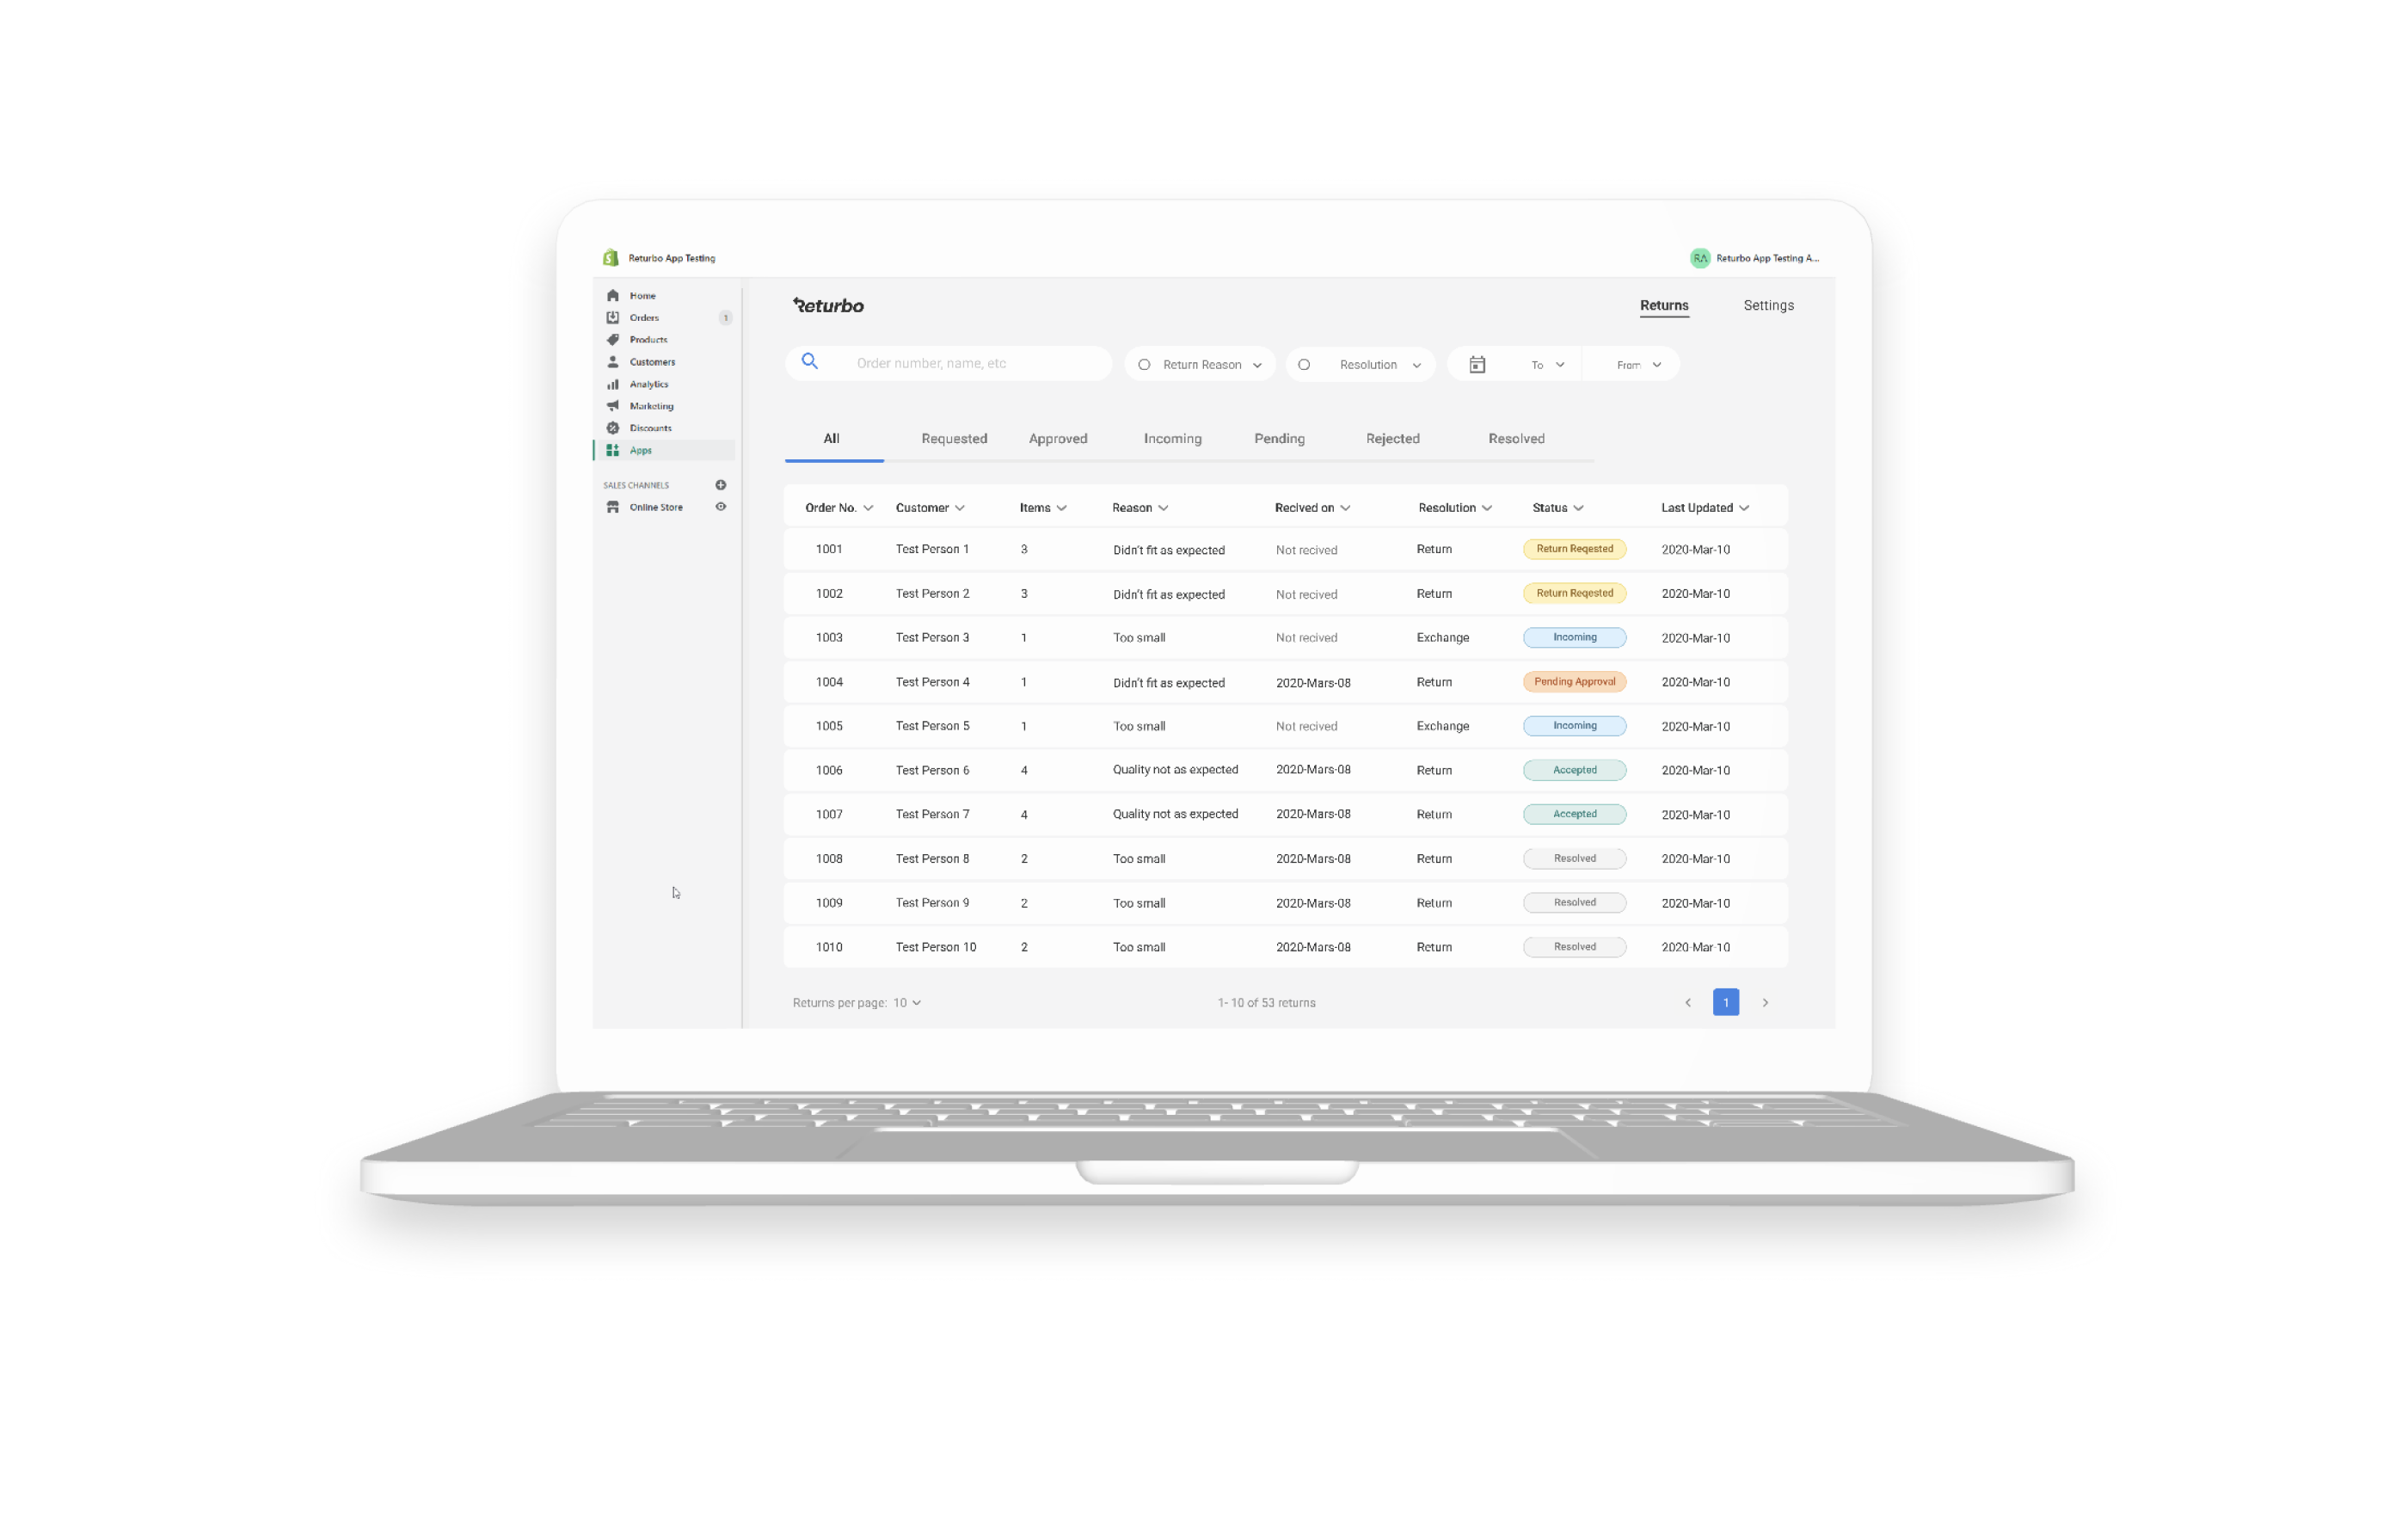 Returbo App Testing
RA Returbo App Testing A...
Home
Orders 1
Products
Customers
Analytics
Marketing
Discounts
Apps
SALES CHANNELS
Online Store
Returbo
Returns Settings
Order number, name, etc Return Reason Resolution To From
All Requested Approved Incoming Pending Rejected Resolved
Order No. Customer Items Reason Recived on Resolution Status Last Updated
1001 Test Person 1 3 Didn't fit as expected Not recived Return Return Reqested 2020-Mar-10
1002 Test Person 2 3 Didn't fit as expected Not recived Return Return Reqested 2020-Mar-10
1003 Test Person 3 1 Too small Not recived Exchange Incoming 2020-Mar-10
1004 Test Person 4 1 Didn't fit as expected 2020-Mars-08 Return Pending Approval 2020-Mar-10
1005 Test Person 5 1 Too small Not recived Exchange Incoming 2020-Mar-10
1006 Test Person 6 4 Quality not as expected 2020-Mars-08 Return Accepted 2020-Mar-10
1007 Test Person 7 4 Quality not as expected 2020-Mars-08 Return Accepted 2020-Mar-10
1008 Test Person 8 2 Too small 2020-Mars-08 Return Resolved 2020-Mar-10
1009 Test Person 9 2 Too small 2020-Mars-08 Return Resolved 2020-Mar-10
1010 Test Person 10 2 Too small 2020-Mars-08 Return Resolved 2020-Mar-10
Returns per page: 10 1- 10 of 53 returns 1